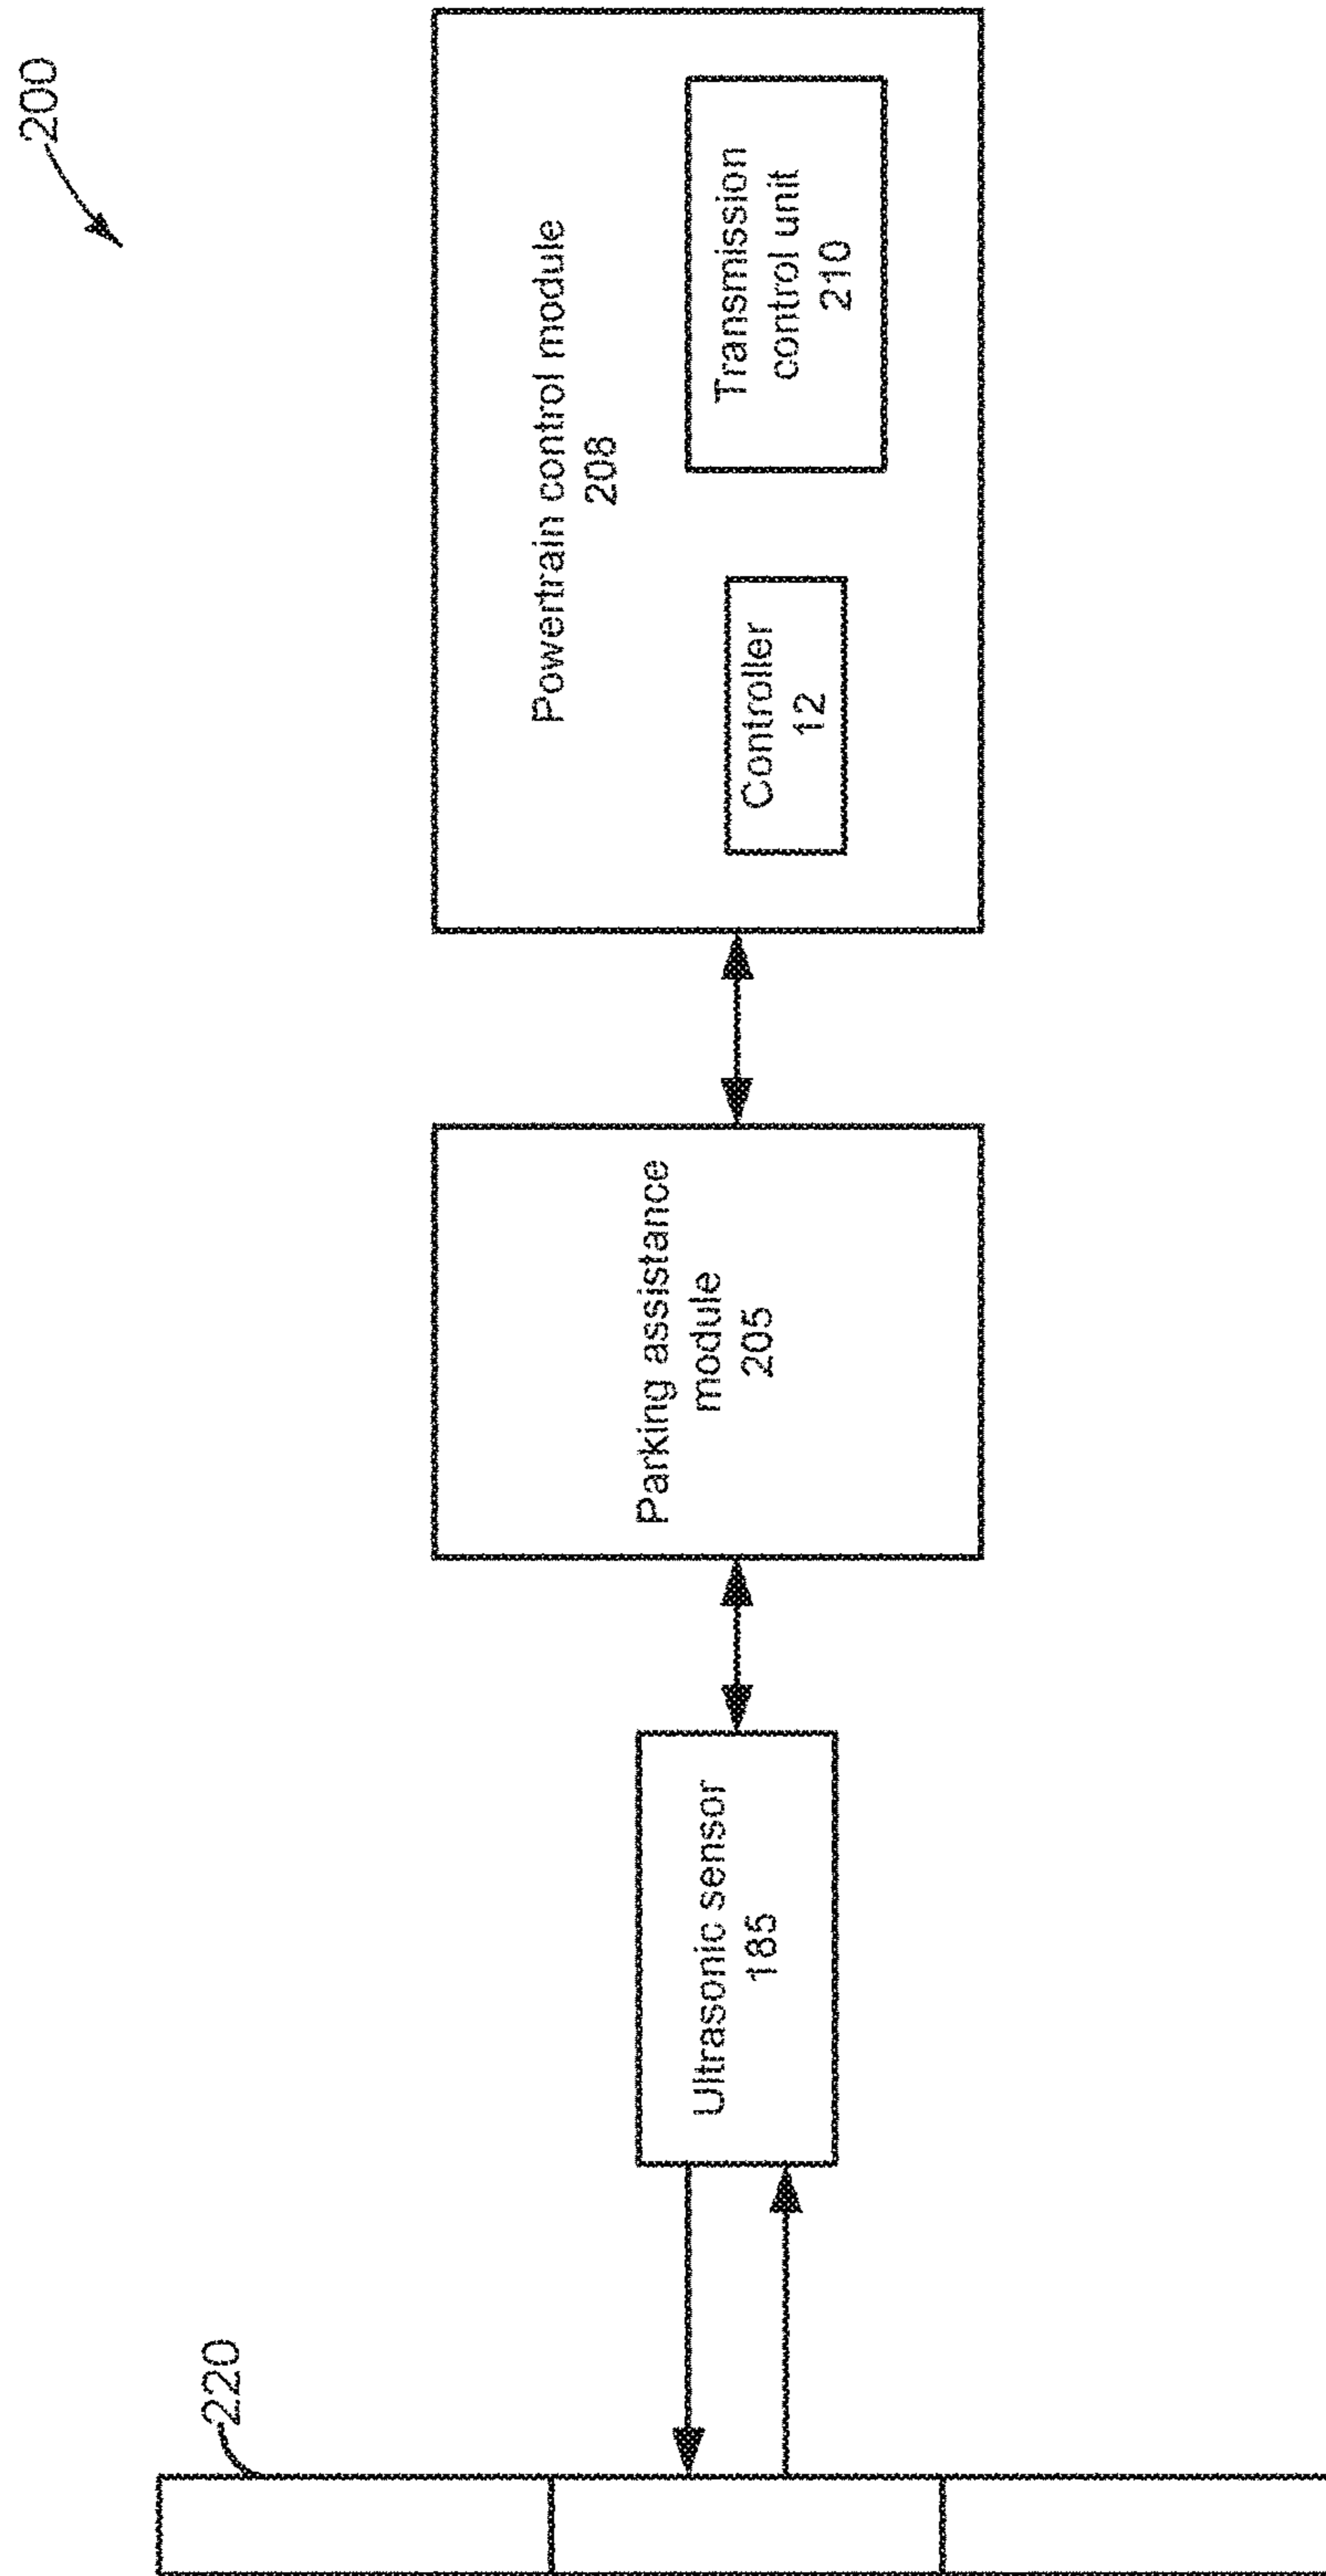 200
Powertrain control module
208
Transmission
control unit
210
Controller
12
Parking assistance
module
205
Ultrasonic sensor
185
220